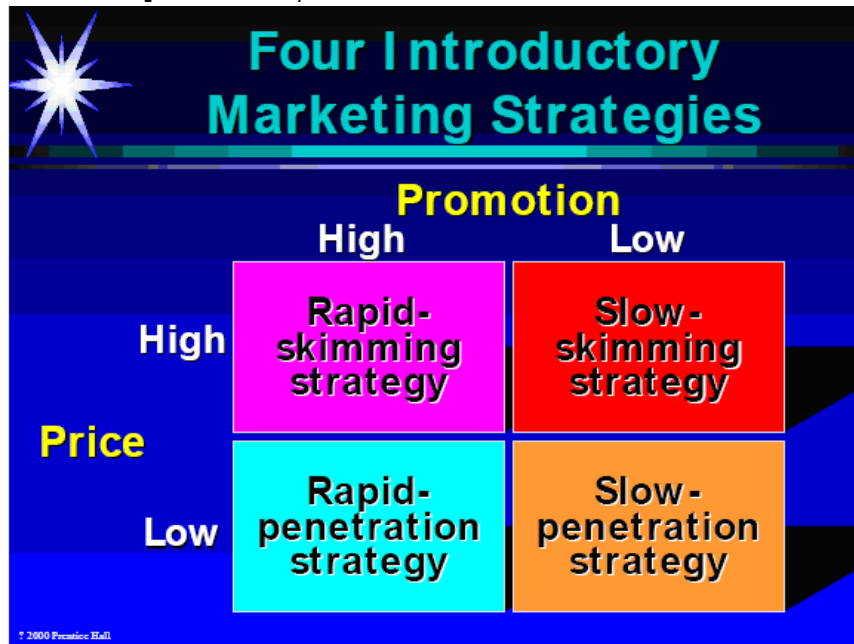 Four Introductory
Marketing Strategies
Promotion
High Low
High
Rapid-
skimming
strategy
Slow-
skimming
strategy
Price
Low
Rapid-
penetration
strategy
Slow-
penetration
strategy
? 2000 Prentice Hall